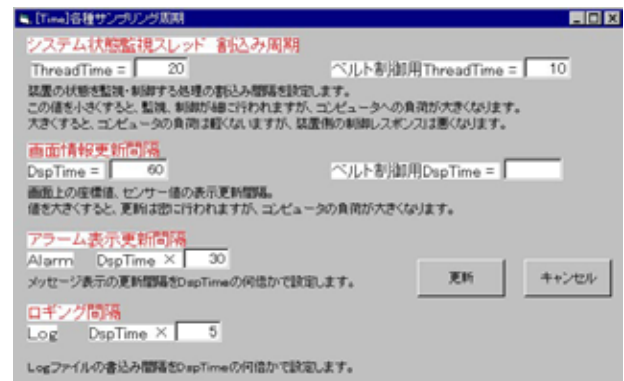 [Time]各種サンプリング周期
システム状態監視スレッド 割込み周期
ThreadTime = 20 ベルト制御用ThreadTime = 10
装置の状態を監視・制御する処理の割込み間隔を設定します。
この値を小さくすると、監視、制御が細に行われますが、コンピュータへの負荷が大きくなります。
大きくすると、コンピュータの負荷は軽くないますが、装置側の制御レスポンスは悪くなります。
画面情報更新間隔
DspTime = 60 ベルト制御用DspTime =
画面上の座標値、センサー値の表示更新間隔。
値を大きくすると、更新は密に行われますが、コンピュータの負荷が大きくなります。
アラーム表示更新間隔
Alarm DspTime × 30
メッセージ表示の更新間隔をDspTimeの何倍かで設定します。
更新 キャンセル
ロギング間隔
Log DspTime × 5
Logファイルの書込み間隔をDspTimeの何倍かで設定します。